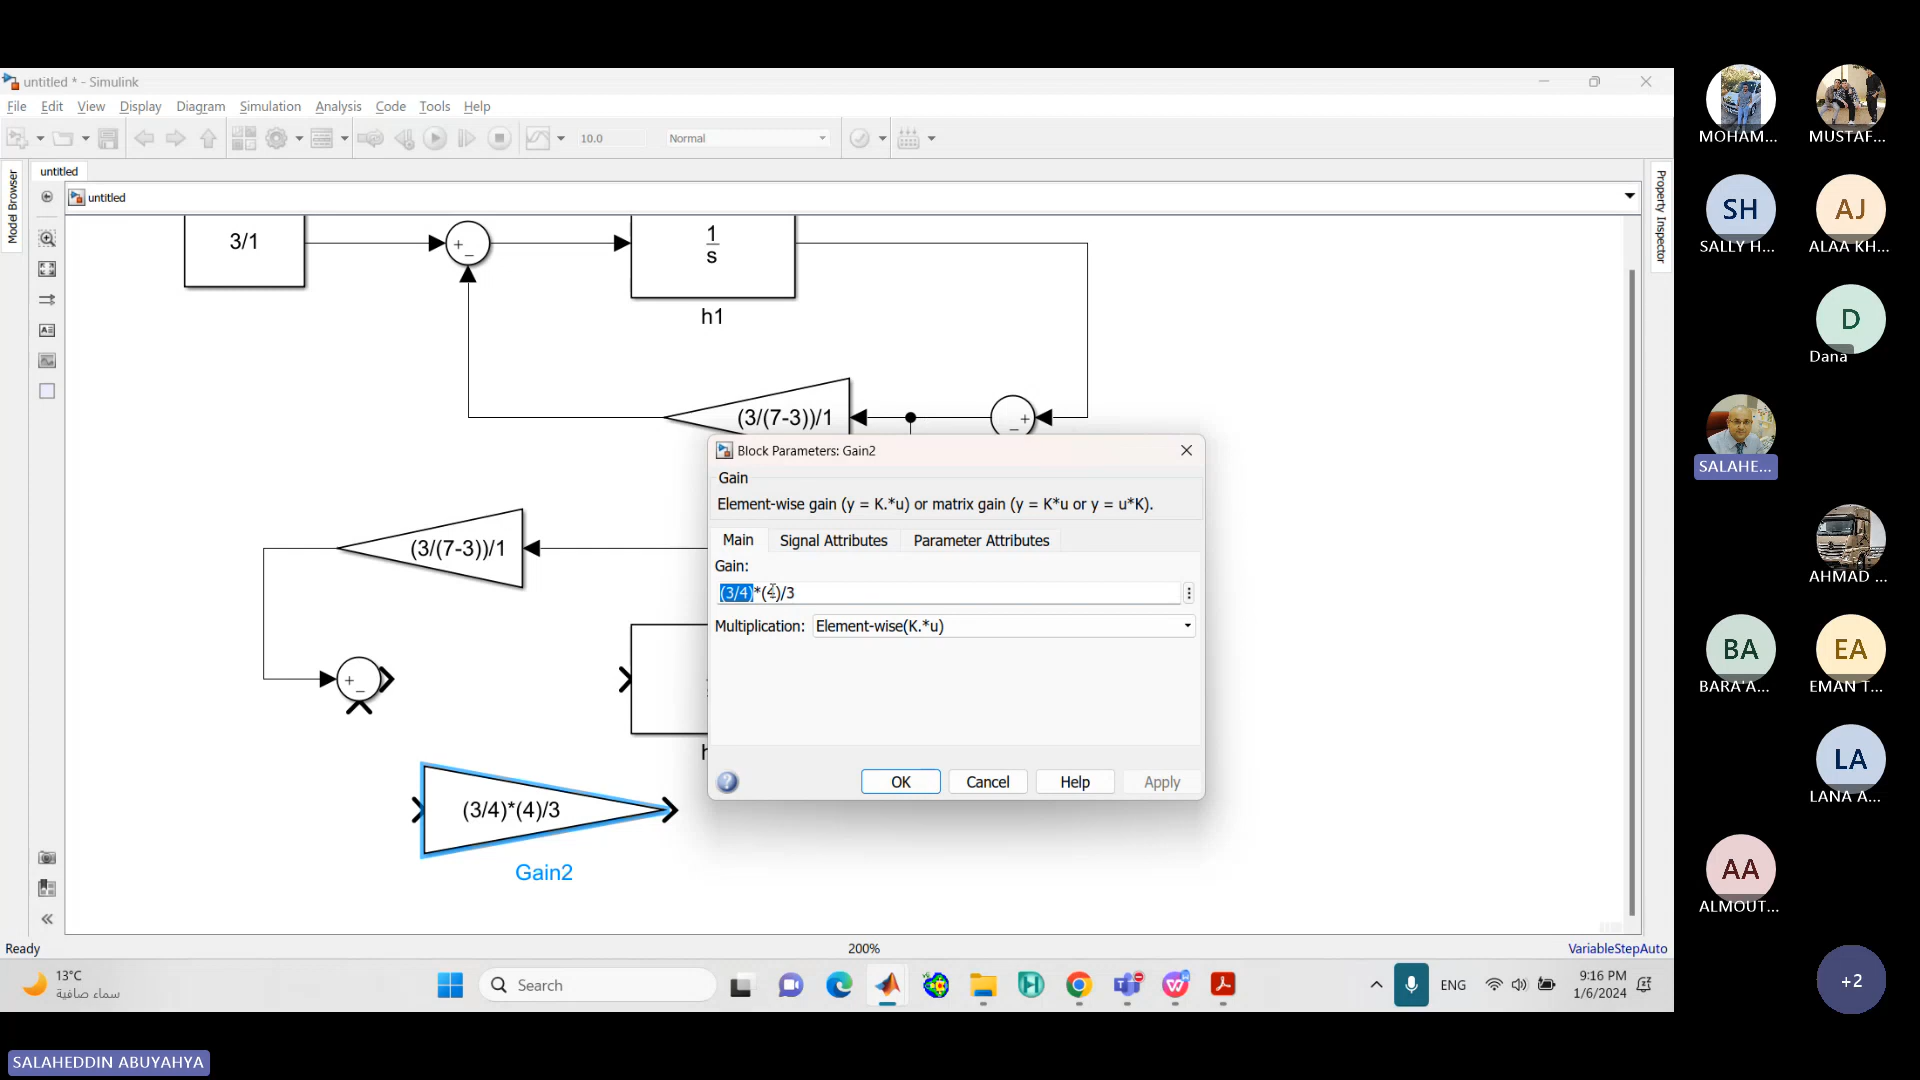 untitled * - Simulink
File Edit View Display Diagram Simulation Analysis Code Tools Help
10.0 Normal
Model Browser
untitled
untitled
Property Inspector
3/1
+
−
1
s
h1
(3/(7-3))/1
+
−
(3/(7-3))/1
+
−
(3/4)*(4)/3
Gain2
Block Parameters: Gain2
Gain
Element-wise gain (y = K.*u) or matrix gain (y = K*u or y = u*K).
Main Signal Attributes Parameter Attributes
Gain:
(3/4)*(4)/3
Multiplication: Element-wise(K.*u)
OK Cancel Help Apply
Ready 200% VariableStepAuto
13°C
سماء صافية
Search
ENG
9:16 PM
1/6/2024
MOHAM... MUSTAF...
SH AJ
SALLY H... ALAA KH...
D
Dana
SALAHE...
AHMAD ...
BA EA
BARA'A... EMAN T...
LA
LANA A...
AA
ALMOUT...
+2
SALAHEDDIN ABUYAHYA